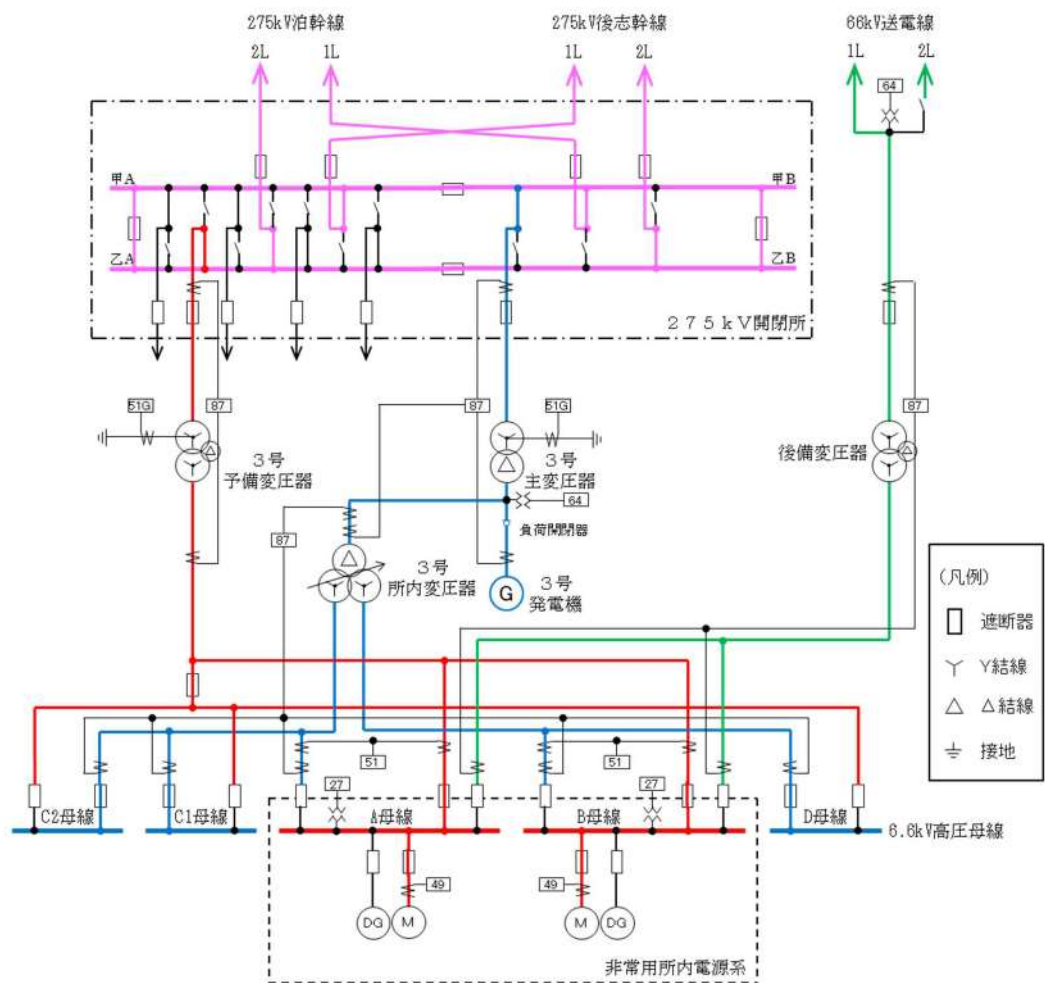 275kV泊幹線 275kV後志幹線 66kV送電線
2L 1L 1L 2L 1L 2L
64
甲A 甲B
乙A 乙B
275kV開閉所
51G 87 87 51G 87
3号
予備変圧器
3号
主変圧器
後備変圧器
64
負荷開閉器
87
3号
所内変圧器
G
3号
発電機
(凡例)
遮断器
Y結線
△結線
接地
51 51
27 27
C2母線 C1母線 A母線 B母線 D母線
6.6kV高圧母線
49 49
DG M M DG
非常用所内電源系